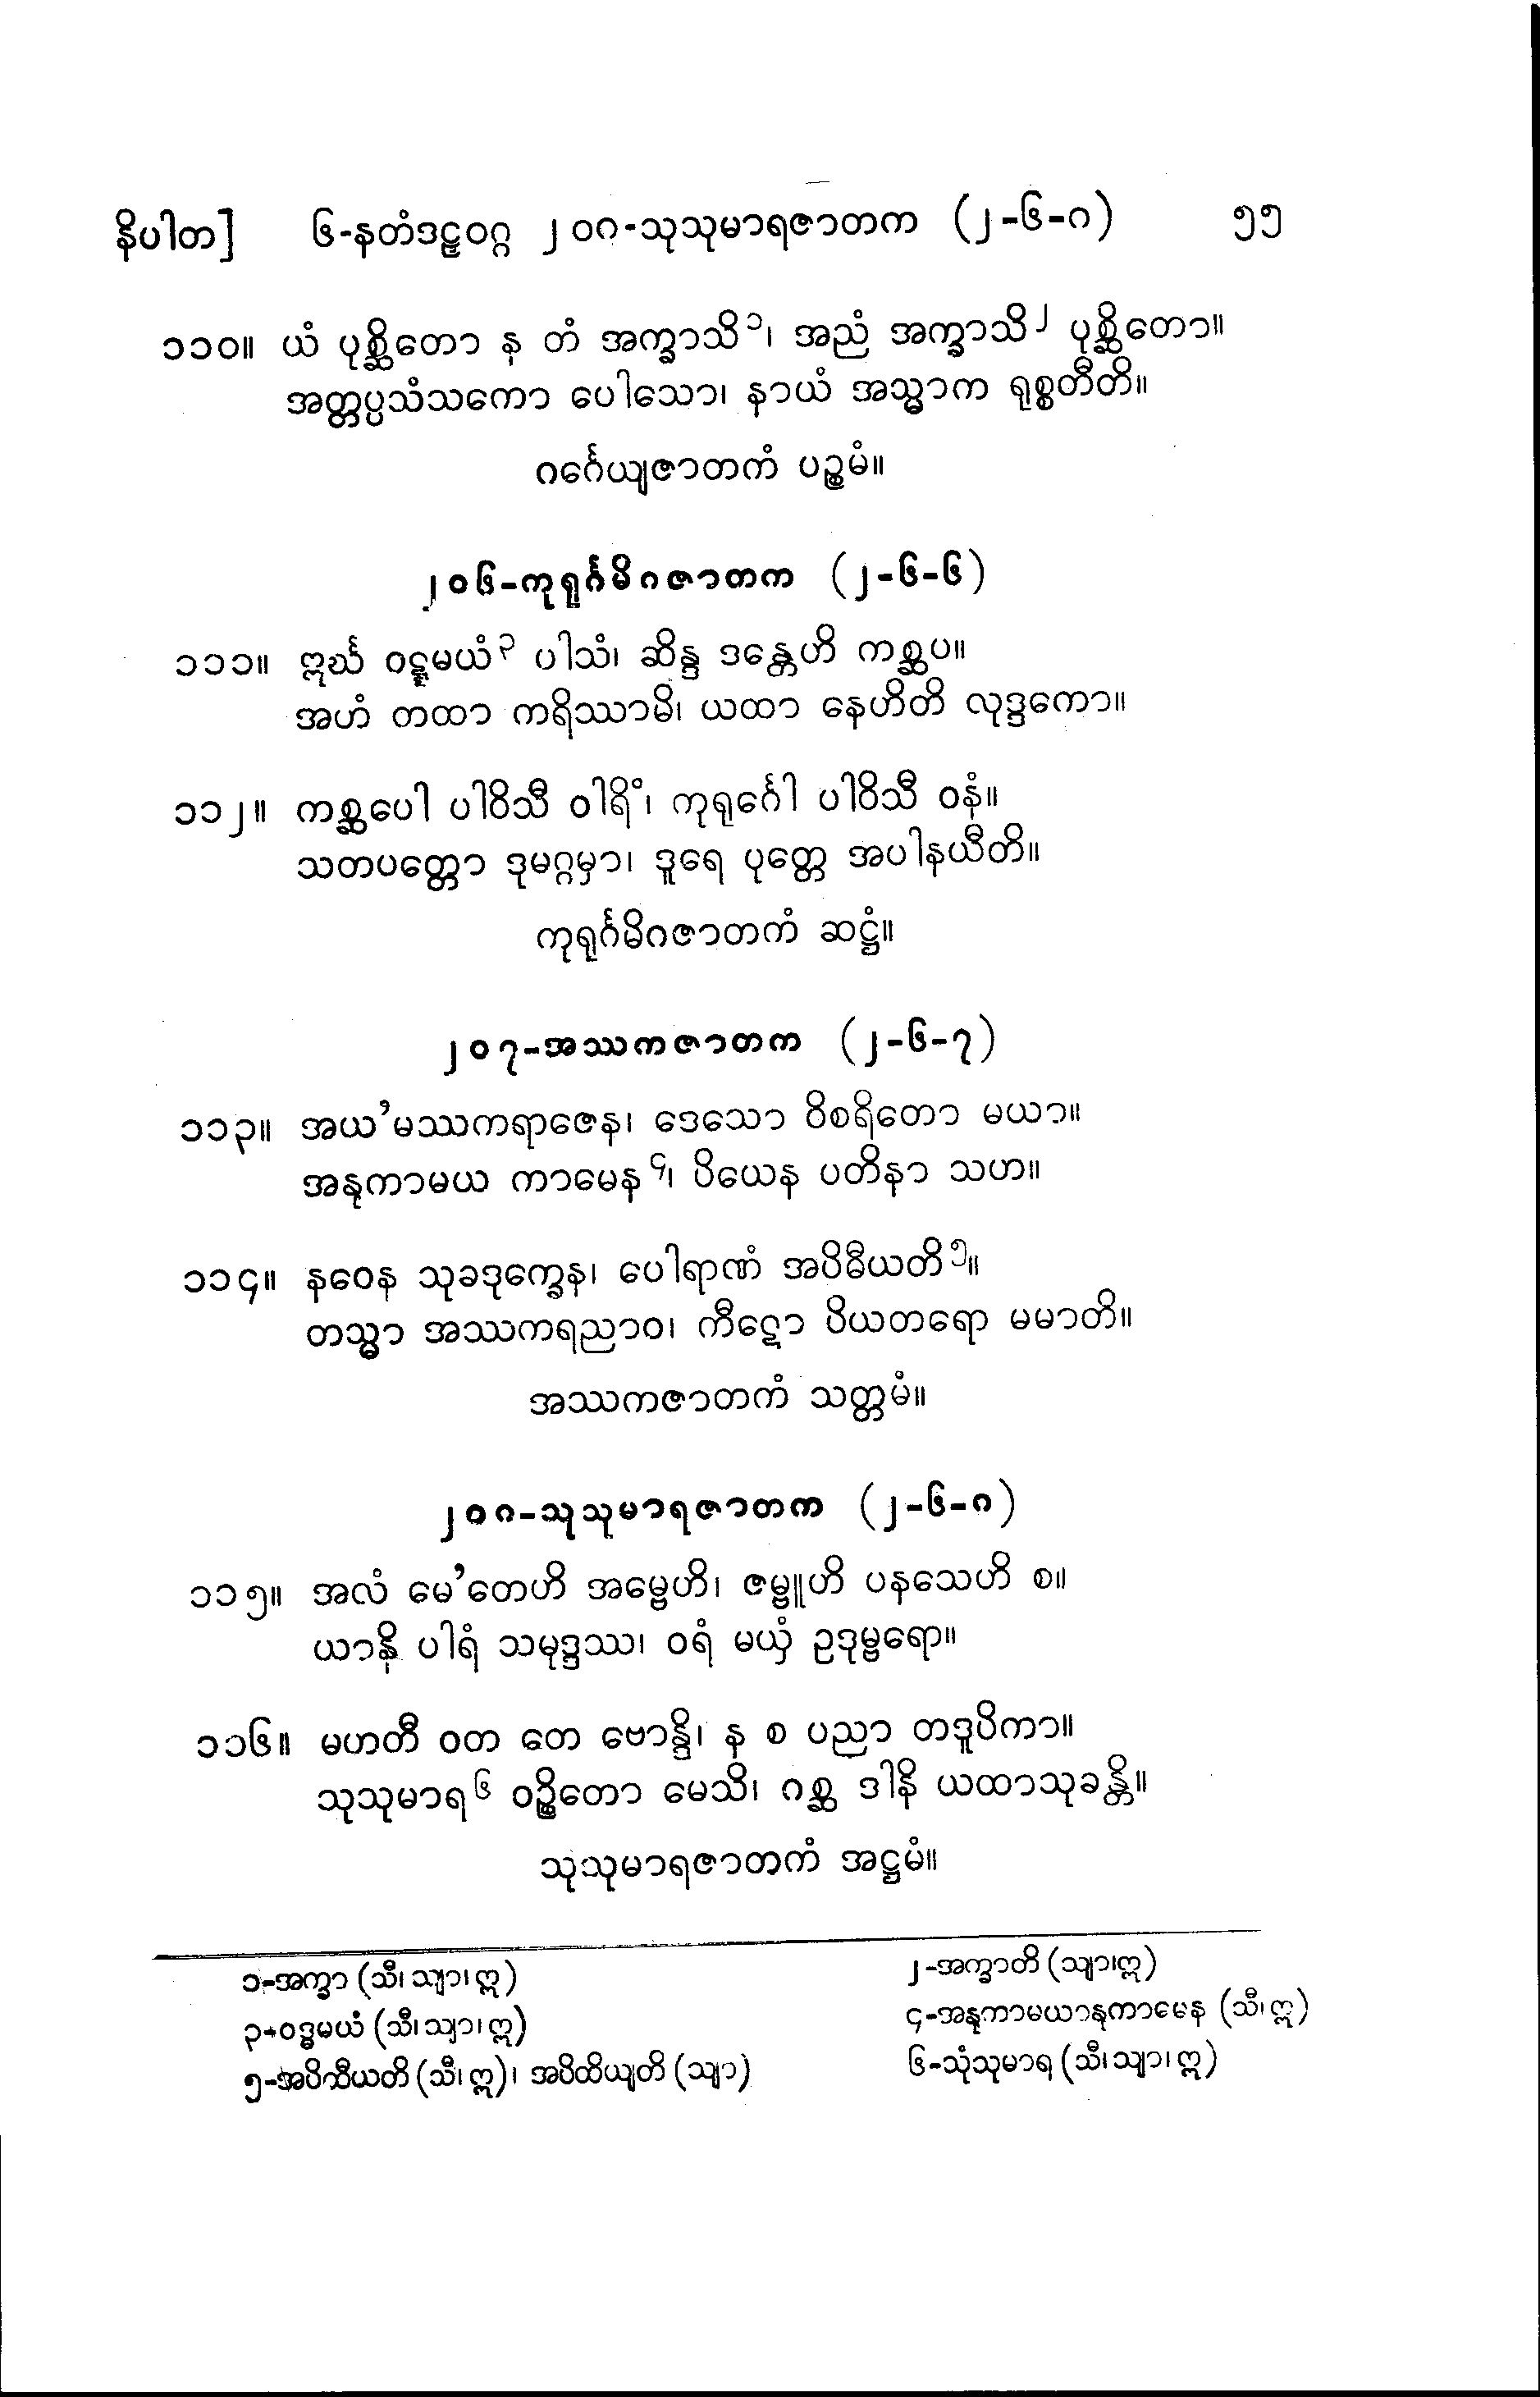 နိပါတ] ၆-နတံဒဠှဝဂ္ဂ ၂၀၈-သုသုမာရဇာတက (၂-၆-၈) ၅၅
၁၁၀။ ယံ ပုစ္ဆိတော န တံ အက္ခာသိ၁၊ အညံ အက္ခာသိ၂ ပုစ္ဆိတော။
အတ္တပ္ပသံသကော ပေါသော၊ နာယံ အသ္မာက ရုစ္စတီတိ။
ဂင်္ဂေယျဇာတကံ ပဉ္စမံ။
၂၀၆-ကုရုင်္ဂမိဂဇာတက (၂-၆-၆)
၁၁၁။ ဣင်္ဃ ဝဋ္ဋမယံ၃ ပါသံ၊ ဆိန္ဒ ဒန္တေဟိ ကစ္ဆပ။
အဟံ တထာ ကရိဿာမိ၊ ယထာ နေဟိတိ လုဒ္ဒကော။
၁၁၂။ ကစ္ဆပေါ ပါဝိသီ ဝါရိံ၊ ကုရုင်္ဂေါ ပါဝိသီ ဝနံ။
သတပတ္တော ဒုမဂ္ဂမှာ၊ ဒူရေ ပုတ္တေ အပါနယီတိ။
ကုရုင်္ဂမိဂဇာတကံ ဆဋ္ဌံ။
၂၀၇-အဿကဇာတက (၂-၆-၇)
၁၁၃။ အယ’မဿကရာဇေန၊ ဒေသော ဝိစရိတော မယာ။
အနုကာမယ ကာမေန၄၊ ပိယေန ပတိနာ သဟ။
၁၁၄။ နဝေန သုခဒုက္ခေန၊ ပေါရာဏံ အပိဓီယတိ၅။
တသ္မာ အဿကရညာဝ၊ ကီဋော ပိယတရော မမာတိ။
အဿကဇာတကံ သတ္တမံ။
၂၀၈-သုသုမာရဇာတက (၂-၆-၈)
၁၁၅။ အလံ မေ’တေဟိ အမ္ဗေဟိ၊ ဇမ္ဗူဟိ ပနသေဟိ စ။
ယာနိ ပါရံ သမုဒ္ဒဿ၊ ဝရံ မယှံ ဥဒုမ္ဗရော။
၁၁၆။ မဟတီ ဝတ တေ ဗောန္ဒိ၊ န စ ပညာ တဒူပိကာ။
သုသုမာရ၆ ဝဉ္စိတော မေသိ၊ ဂစ္ဆ ဒါနိ ယထာသုခန္တိ။
သုသုမာရဇာတကံ အဋ္ဌမံ။
၁-အက္ခာ (သီ၊ သျာ၊ ဣ) ၂-အက္ခာတိ (သျာ၊ဣ)
၃-ဝဒ္ဓမယံ (သီ၊ သျာ၊ ဣ) ၄-အနုကာမယာနုကာမေန (သီ၊ ဣ)
၅-အပိထီယတိ (သီ၊ ဣ)၊ အပိထိယျတိ (သျာ) ၆-သုံသုမာရ (သီ၊ သျာ၊ ဣ)